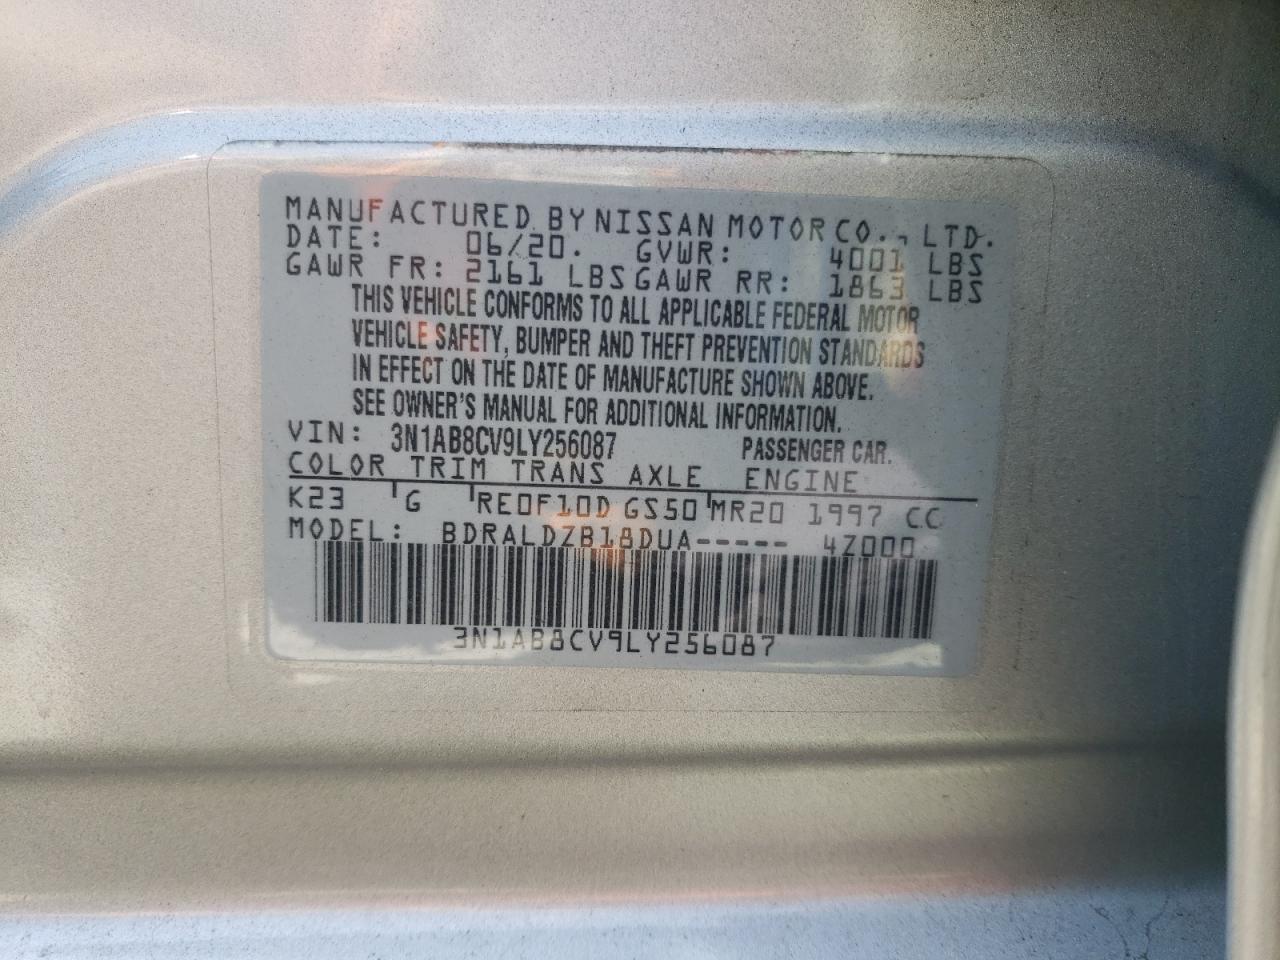 MANUFACTURED BY NISSAN MOTOR CO., LTD.
DATE: 06/20. GVWR: 4001 LBS
GAWR FR: 2161 LBS GAWR RR: 1863 LBS
THIS VEHICLE CONFORMS TO ALL APPLICABLE FEDERAL MOTOR
VEHICLE SAFETY, BUMPER AND THEFT PREVENTION STANDARDS
IN EFFECT ON THE DATE OF MANUFACTURE SHOWN ABOVE.
SEE OWNER'S MANUAL FOR ADDITIONAL INFORMATION.
VIN: 3N1AB8CV9LY256087 PASSENGER CAR.
COLOR TRIM TRANS AXLE ENGINE
K23 G RE0F10D GS50 MR20 1997 CC
MODEL: BDRALDZB18DUA----- 4Z000
3N1AB8CV9LY256087